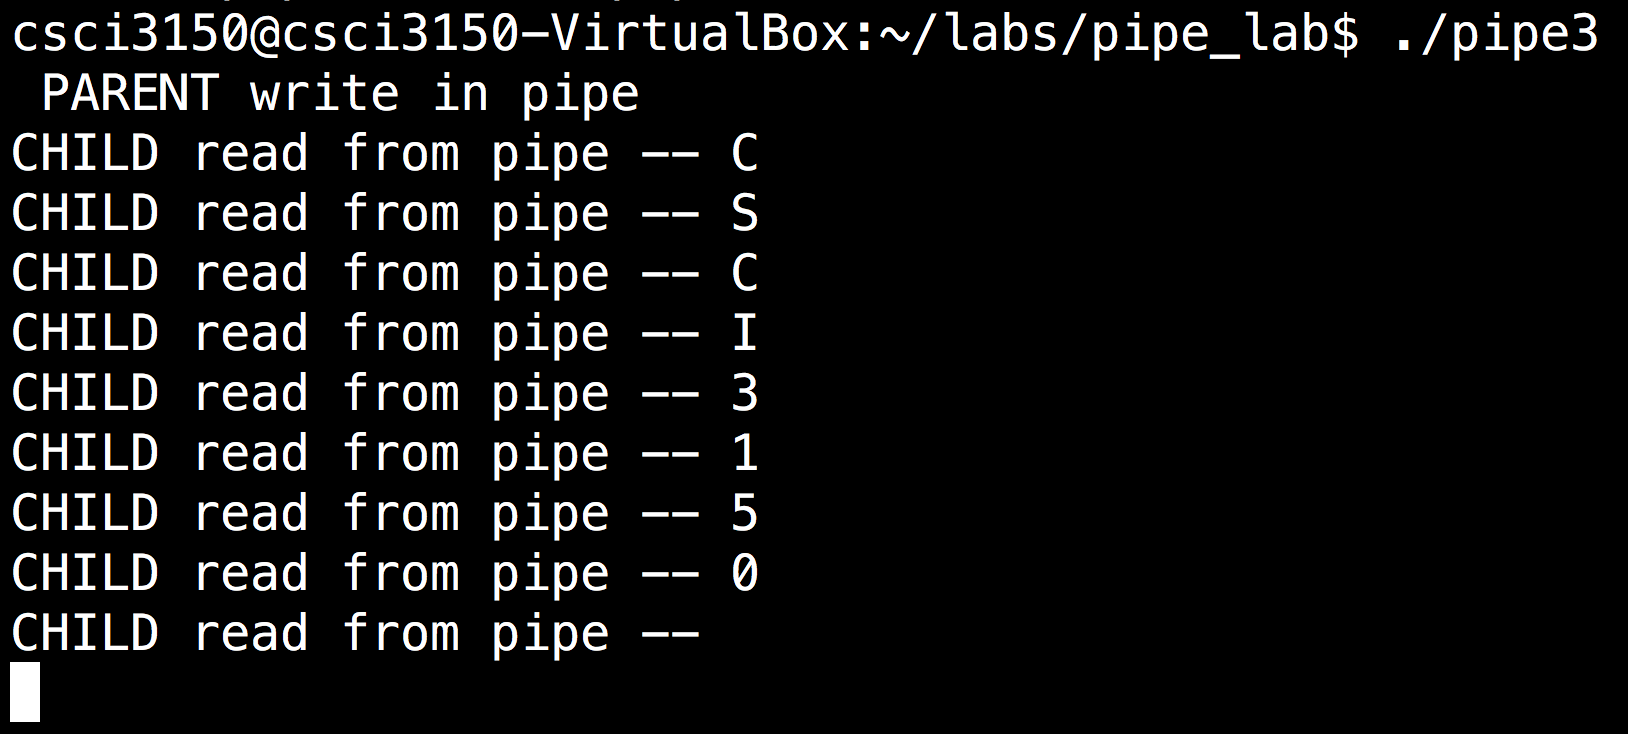 csci3150@csci3150-VirtualBox:~/labs/pipe_lab$ ./pipe3
 PARENT write in pipe
CHILD read from pipe -- C
CHILD read from pipe -- S
CHILD read from pipe -- C
CHILD read from pipe -- I
CHILD read from pipe -- 3
CHILD read from pipe -- 1
CHILD read from pipe -- 5
CHILD read from pipe -- 0
CHILD read from pipe --